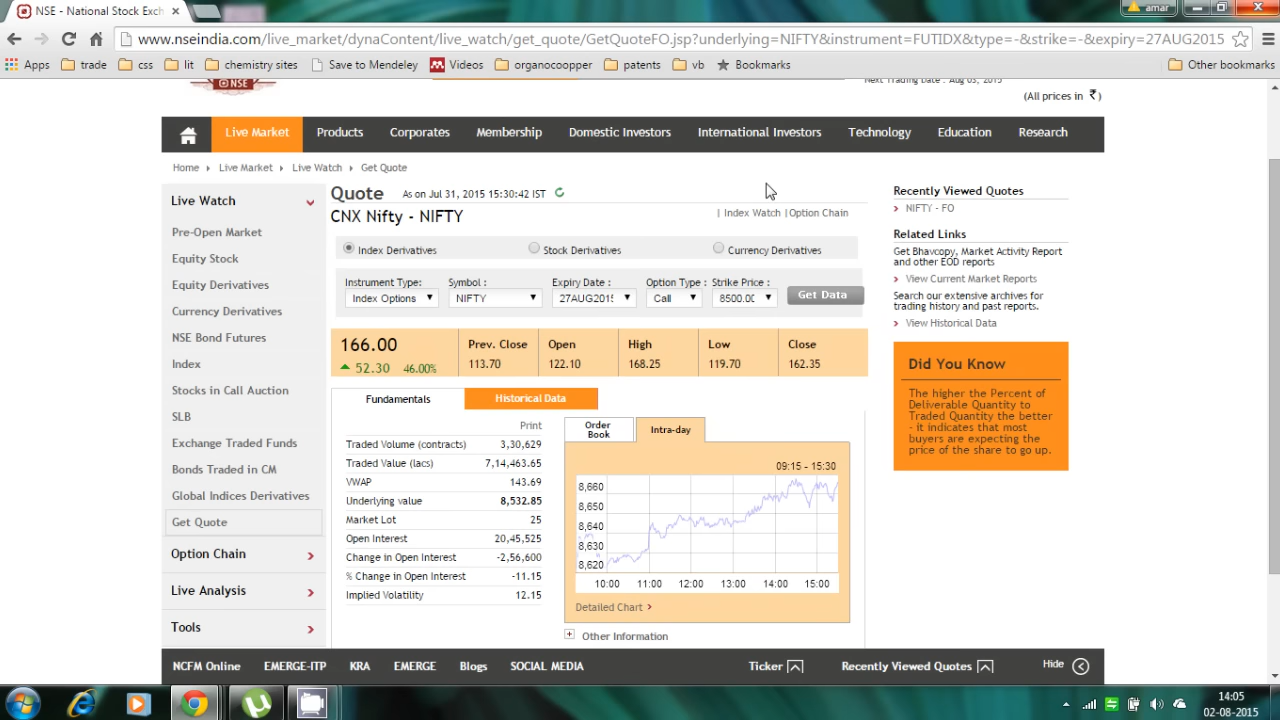 NSE - National Stock Exch
amar
www.nseindia.com/live_market/dynaContent/live_watch/get_quote/GetQuoteFO.jsp?underlying=NIFTY&instrument=FUTIDX&type=-&strike=-&expiry=27AUG2015
Apps trade css lit chemistry sites Save to Mendeley Videos organocoopper patents vb Bookmarks Other bookmarks
NSE
Next Trading Date : Aug 03, 2015
(All prices in ₹)
Live Market Products Corporates Membership Domestic Investors International Investors Technology Education Research
Home Live Market Live Watch Get Quote
Live Watch
Pre-Open Market
Equity Stock
Equity Derivatives
Currency Derivatives
NSE Bond Futures
Index
Stocks in Call Auction
SLB
Exchange Traded Funds
Bonds Traded in CM
Global Indices Derivatives
Get Quote
Option Chain
Live Analysis
Tools
Quote As on Jul 31, 2015 15:30:42 IST
CNX Nifty - NIFTY
| Index Watch |Option Chain
Index Derivatives Stock Derivatives Currency Derivatives
Instrument Type: Symbol : Expiry Date : Option Type : Strike Price :
Index Options NIFTY 27AUG2015 Call 8500.00 Get Data
166.00 Prev. Close Open High Low Close
52.30 46.00% 113.70 122.10 168.25 119.70 162.35
Fundamentals Historical Data
Print
Traded Volume (contracts) 3,30,629
Traded Value (lacs) 7,14,463.65
VWAP 143.69
Underlying value 8,532.85
Market Lot 25
Open Interest 20,45,525
Change in Open Interest -2,56,600
% Change in Open Interest -11.15
Implied Volatility 12.15
Order
Book
Intra-day
09:15 - 15:30
8,660
8,650
8,640
8,630
8,620
10:00 11:00 12:00 13:00 14:00 15:00
Detailed Chart >
Other Information
Recently Viewed Quotes
NIFTY - FO
Related Links
Get Bhavcopy, Market Activity Report
and other EOD reports
View Current Market Reports
Search our extensive archives for
trading history and past reports.
View Historical Data
Did You Know
The higher the Percent of
Deliverable Quantity to
Traded Quantity the better
- it indicates that most
buyers are expecting the
price of the share to go up.
NCFM Online EMERGE-ITP KRA EMERGE Blogs SOCIAL MEDIA Ticker Recently Viewed Quotes Hide
14:05
02-08-2015